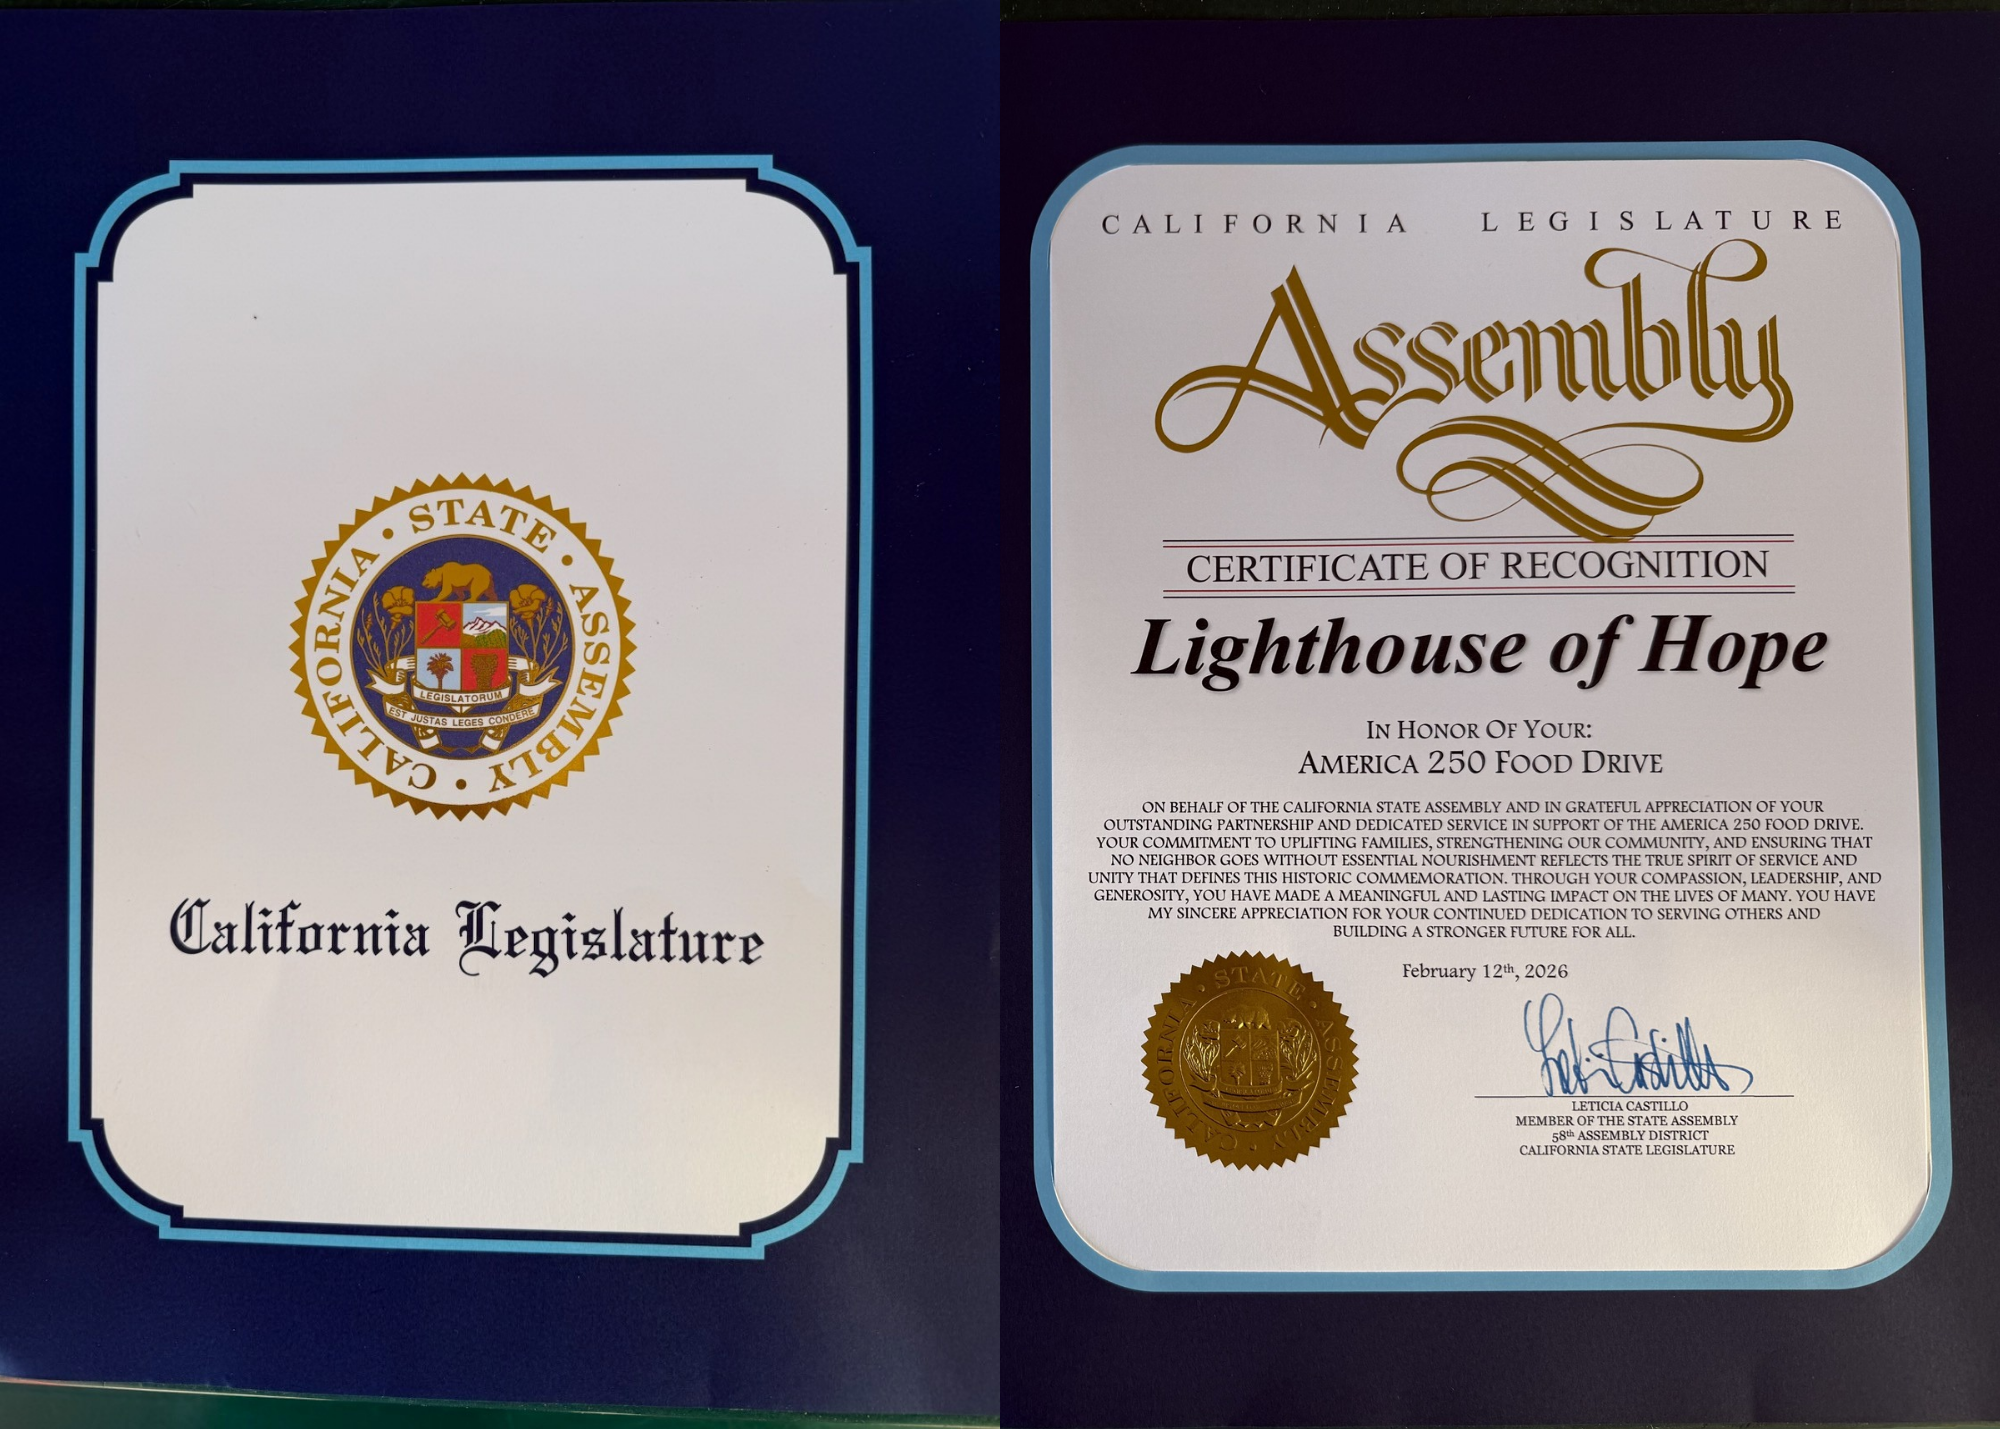 CALIFORNIA • STATE • ASSEMBLY •
LEGISLATORUM
EST JUSTAS LEGES CONDERE
California Legislature
CALIFORNIA LEGISLATURE
Assembly
CERTIFICATE OF RECOGNITION
Lighthouse of Hope
IN HONOR OF YOUR:
AMERICA 250 FOOD DRIVE
ON BEHALF OF THE CALIFORNIA STATE ASSEMBLY AND IN GRATEFUL APPRECIATION OF YOUR
OUTSTANDING PARTNERSHIP AND DEDICATED SERVICE IN SUPPORT OF THE AMERICA 250 FOOD DRIVE.
YOUR COMMITMENT TO UPLIFTING FAMILIES, STRENGTHENING OUR COMMUNITY, AND ENSURING THAT
NO NEIGHBOR GOES WITHOUT ESSENTIAL NOURISHMENT REFLECTS THE TRUE SPIRIT OF SERVICE AND
UNITY THAT DEFINES THIS HISTORIC COMMEMORATION. THROUGH YOUR COMPASSION, LEADERSHIP, AND
GENEROSITY, YOU HAVE MADE A MEANINGFUL AND LASTING IMPACT ON THE LIVES OF MANY. YOU HAVE
MY SINCERE APPRECIATION FOR YOUR CONTINUED DEDICATION TO SERVING OTHERS AND
BUILDING A STRONGER FUTURE FOR ALL.
February 12th, 2026
CALIFORNIA • STATE • ASSEMBLY •
LETICIA CASTILLO
MEMBER OF THE STATE ASSEMBLY
58th ASSEMBLY DISTRICT
CALIFORNIA STATE LEGISLATURE